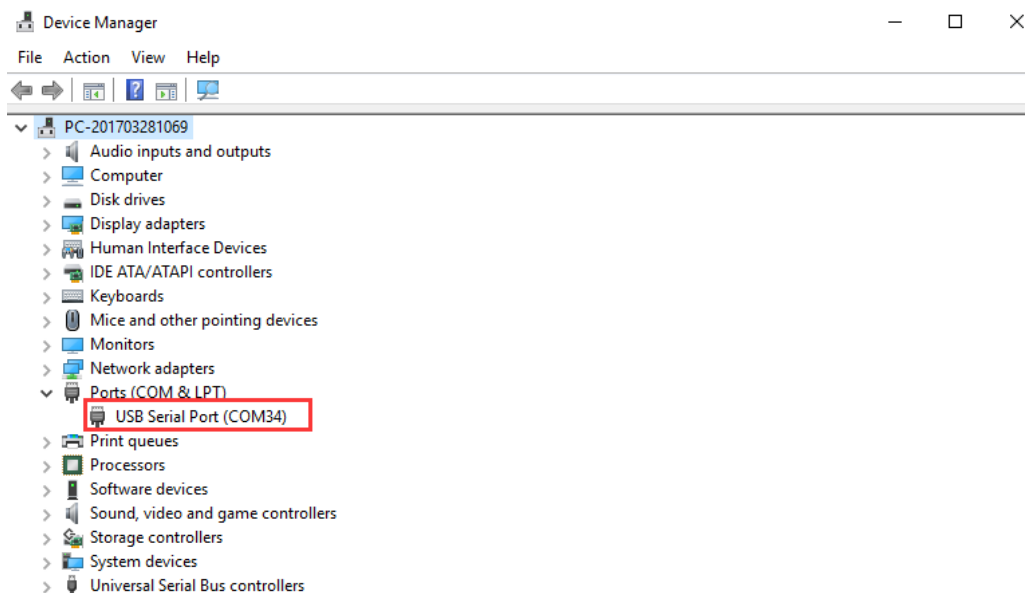 Device Manager
File Action View Help
PC-201703281069
Audio inputs and outputs
Computer
Disk drives
Display adapters
Human Interface Devices
IDE ATA/ATAPI controllers
Keyboards
Mice and other pointing devices
Monitors
Network adapters
Ports (COM & LPT)
USB Serial Port (COM34)
Print queues
Processors
Software devices
Sound, video and game controllers
Storage controllers
System devices
Universal Serial Bus controllers